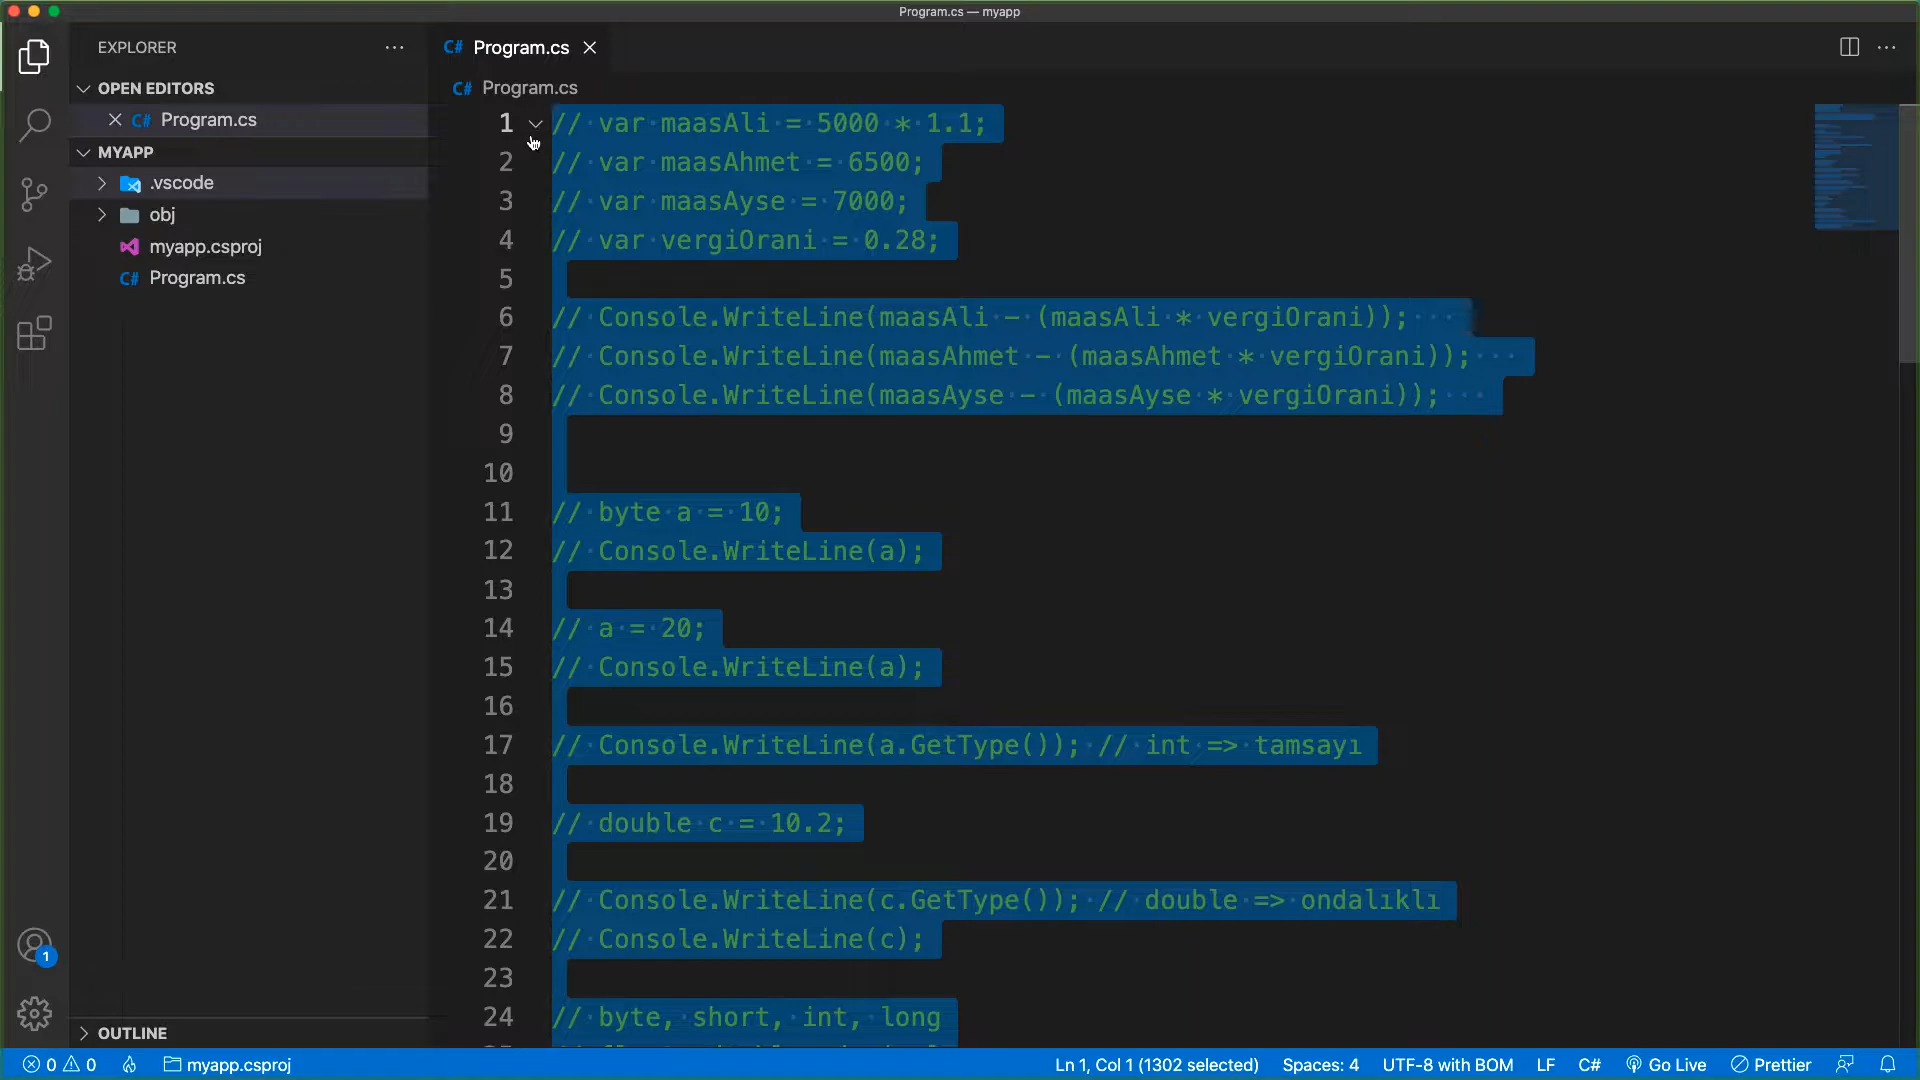 Program.cs — myapp
EXPLORER
OPEN EDITORS
C# Program.cs
MYAPP
.vscode
obj
myapp.csproj
C# Program.cs
OUTLINE
C# Program.cs
C# Program.cs
1 // var maasAli = 5000 * 1.1;
2 // var maasAhmet = 6500;
3 // var maasAyse = 7000;
4 // var vergiOrani = 0.28;
5
6 // Console.WriteLine(maasAli - (maasAli * vergiOrani));
7 // Console.WriteLine(maasAhmet - (maasAhmet * vergiOrani));
8 // Console.WriteLine(maasAyse - (maasAyse * vergiOrani));
9
10
11 // byte a = 10;
12 // Console.WriteLine(a);
13
14 // a = 20;
15 // Console.WriteLine(a);
16
17 // Console.WriteLine(a.GetType()); // int => tamsayı
18
19 // double c = 10.2;
20
21 // Console.WriteLine(c.GetType()); // double => ondalıklı
22 // Console.WriteLine(c);
23
24 // byte, short, int, long
1
0 0 myapp.csproj Ln 1, Col 1 (1302 selected) Spaces: 4 UTF-8 with BOM LF C# Go Live Prettier